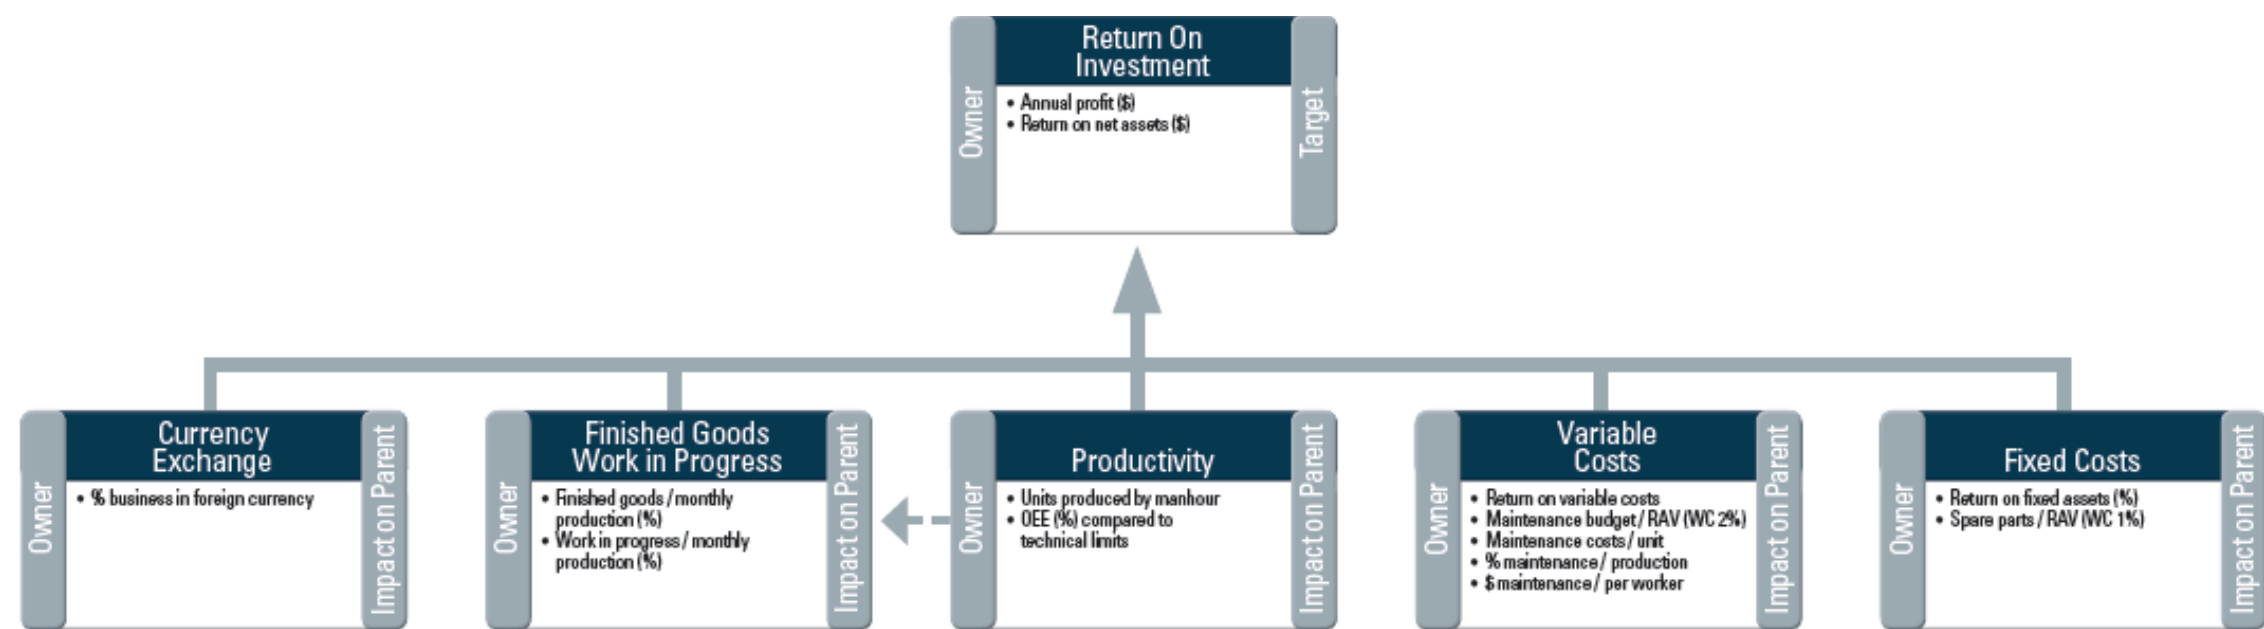 Return On
Investment
Owner
• Annual profit ($)
• Return on net assets ($)
Target
Currency
Exchange
Owner
• % business in foreign currency
Impact on Parent
Finished Goods
Work in Progress
Owner
• Finished goods / monthly
production (%)
• Work in progress / monthly
production (%)
Impact on Parent
Productivity
Owner
• Units produced by manhour
• OEE (%) compared to
technical limits
Impact on Parent
Variable
Costs
Owner
• Return on variable costs
• Maintenance budget / RAV (WC 2%)
• Maintenance costs / unit
• % maintenance / production
• $ maintenance / per worker
Impact on Parent
Fixed Costs
Owner
• Return on fixed assets (%)
• Spare parts / RAV (WC 1%)
Impact on Parent